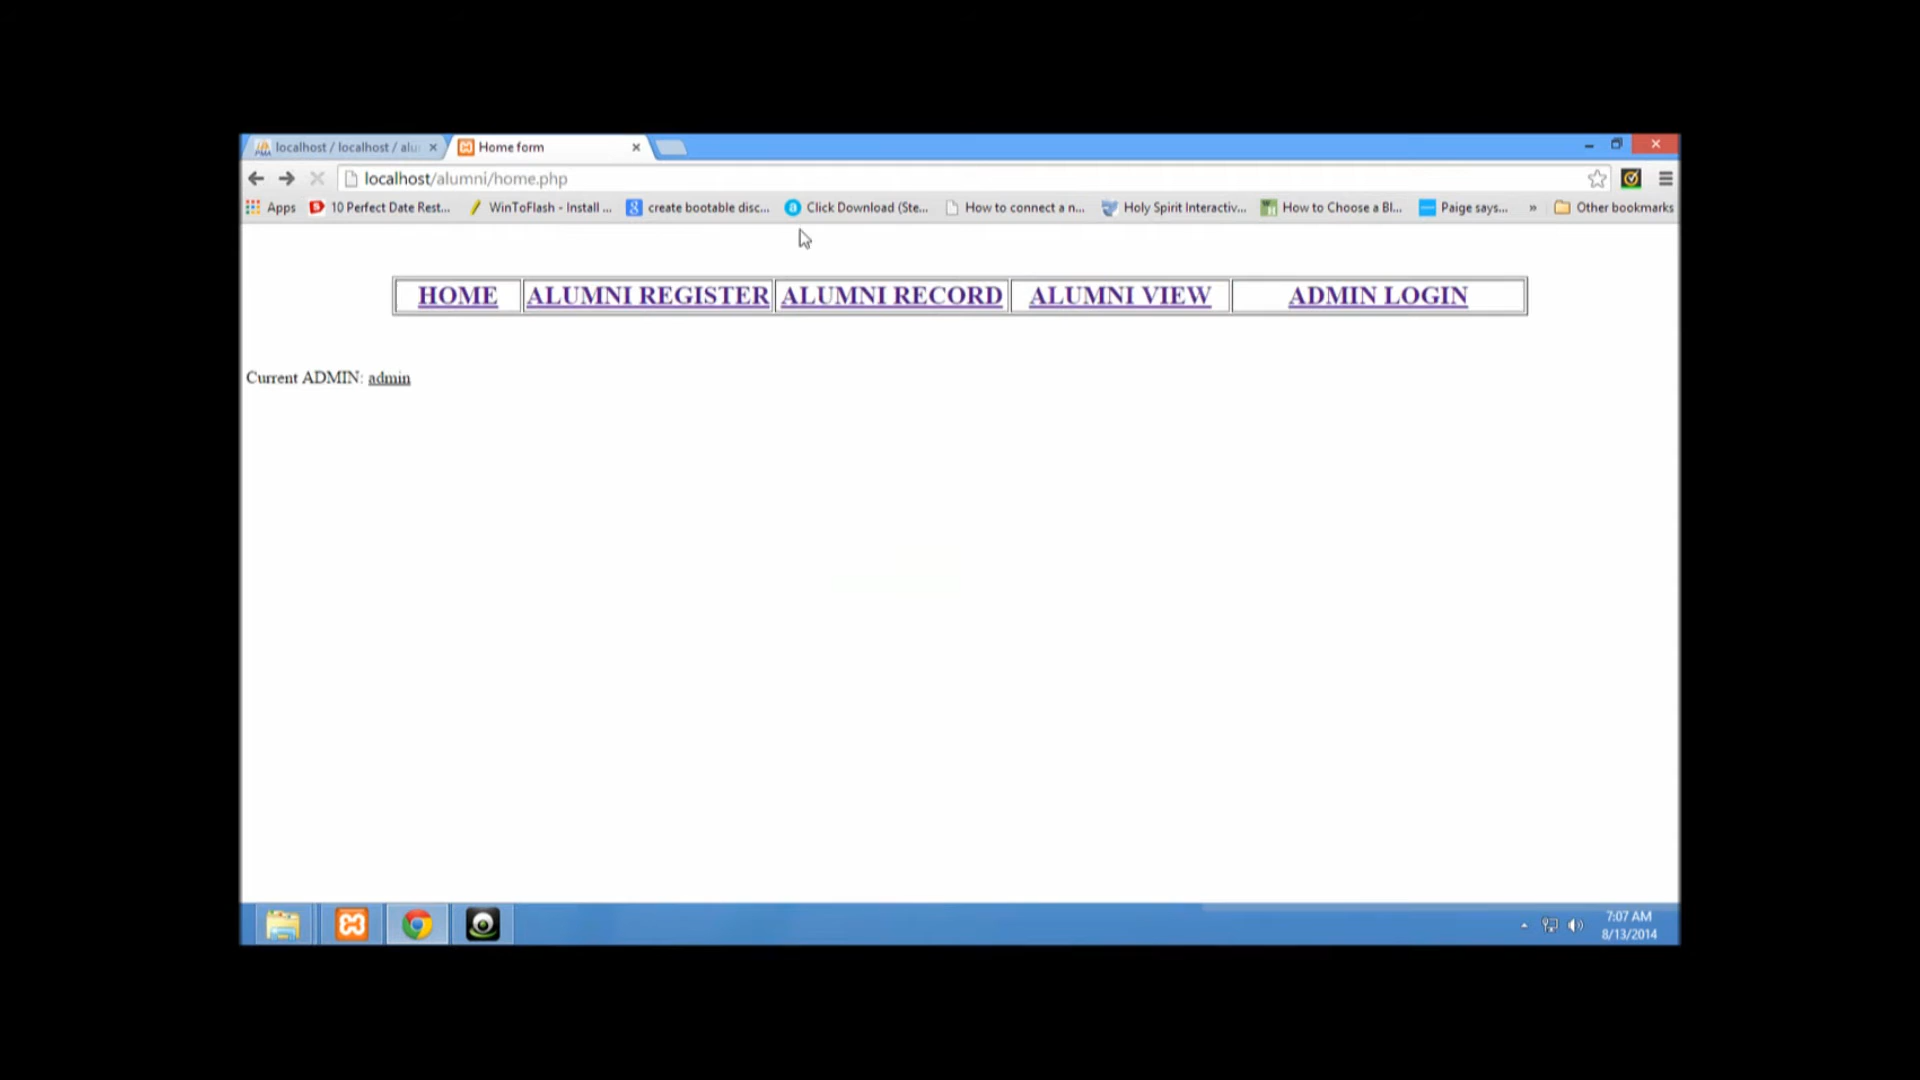 localhost / localhost / alu
Home form
localhost/alumni/home.php
Apps 10 Perfect Date Rest... WinToFlash - Install ... create bootable disc... Click Download (Ste... How to connect a n... Holy Spirit Interactiv... How to Choose a Bl... Paige says... » Other bookmarks
HOME ALUMNI REGISTER ALUMNI RECORD ALUMNI VIEW ADMIN LOGIN
Current ADMIN: admin
7:07 AM
8/13/2014